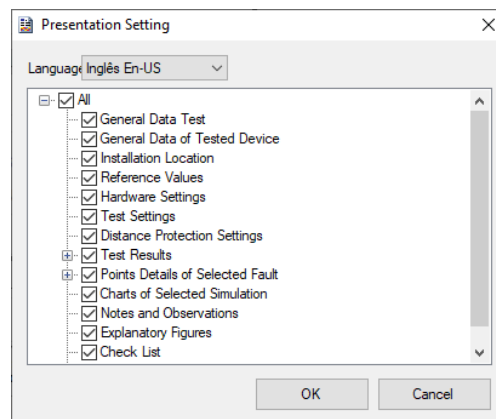 Presentation Setting
Language Inglês En-US
All
General Data Test
General Data of Tested Device
Installation Location
Reference Values
Hardware Settings
Test Settings
Distance Protection Settings
Test Results
Points Details of Selected Fault
Charts of Selected Simulation
Notes and Observations
Explanatory Figures
Check List
OK Cancel